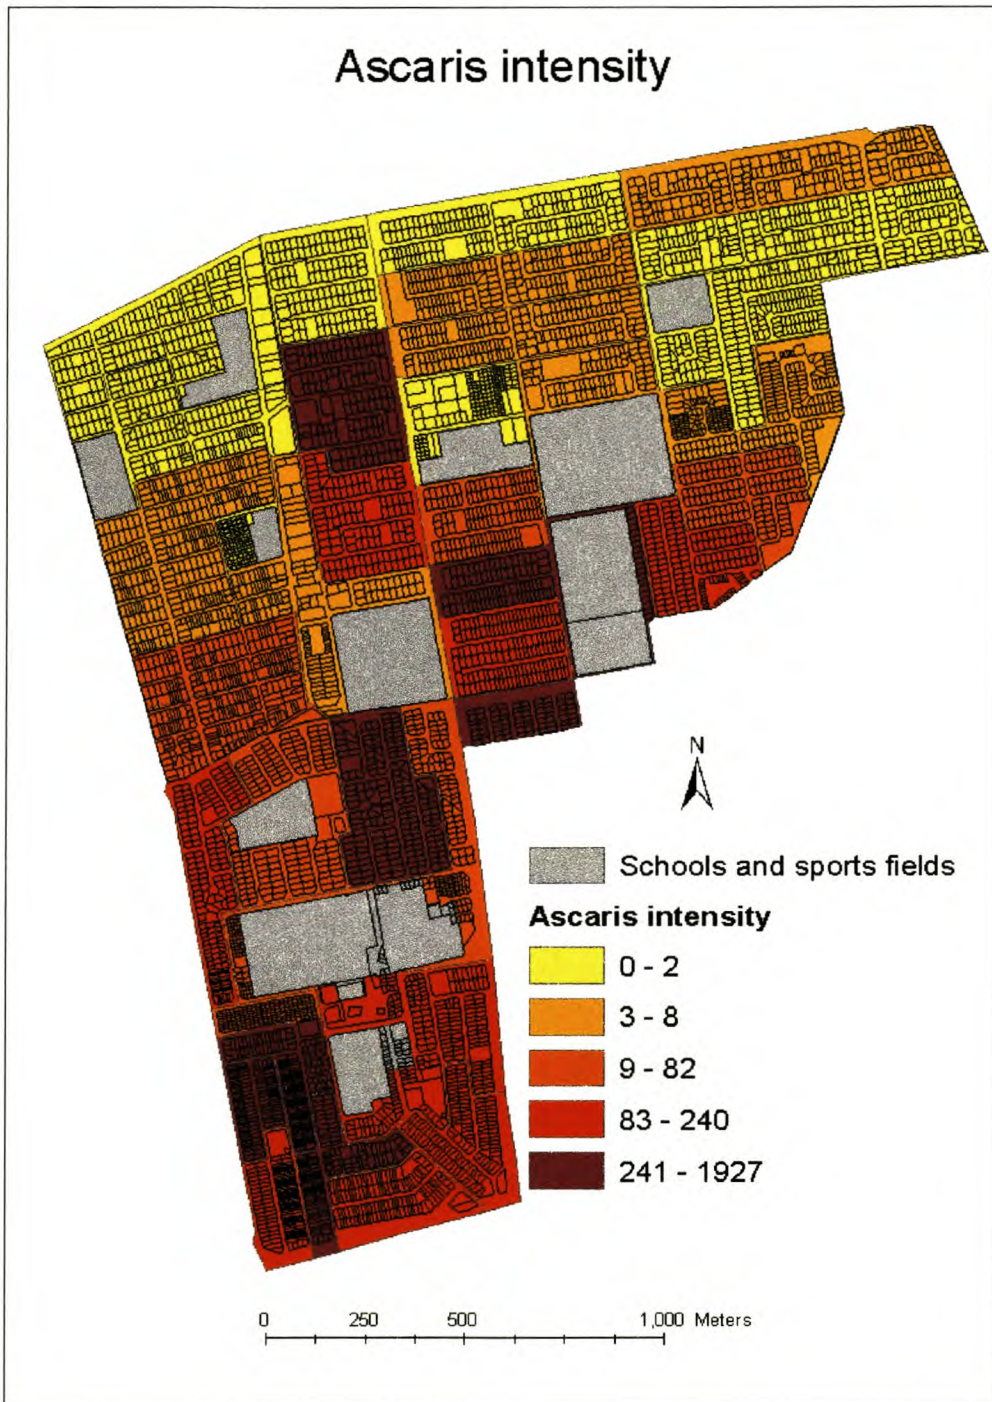 Ascaris intensity
N
Schools and sports fields
Ascaris intensity
0 - 2
3 - 8
9 - 82
83 - 240
241 - 1927
0 250 500 1,000 Meters